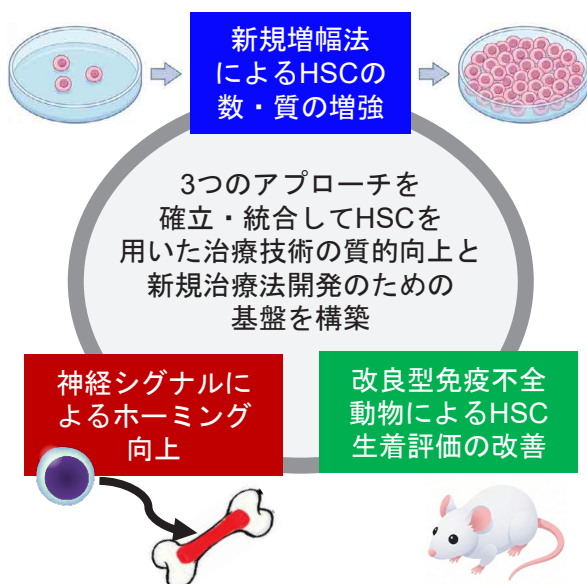 新規増幅法
によるHSCの
数・質の増強
3つのアプローチを
確立・統合してHSCを
用いた治療技術の質的向上と
新規治療法開発のための
基盤を構築
神経シグナルに
よるホーミング
向上
改良型免疫不全
動物によるHSC
生着評価の改善